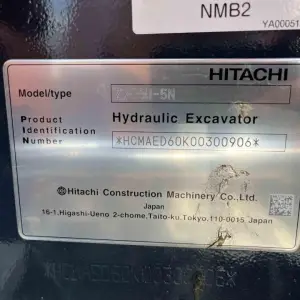 NMB2
YA000513
HITACHI
Model/type
Product Hydraulic Excavator
Identification
Number *HCMAED60K00300906*
©Hitachi Construction Machinery Co., Ltd.
Japan
16-1, Higashi-Ueno 2-chome, Taito-ku, Tokyo, 110-0015 Japan